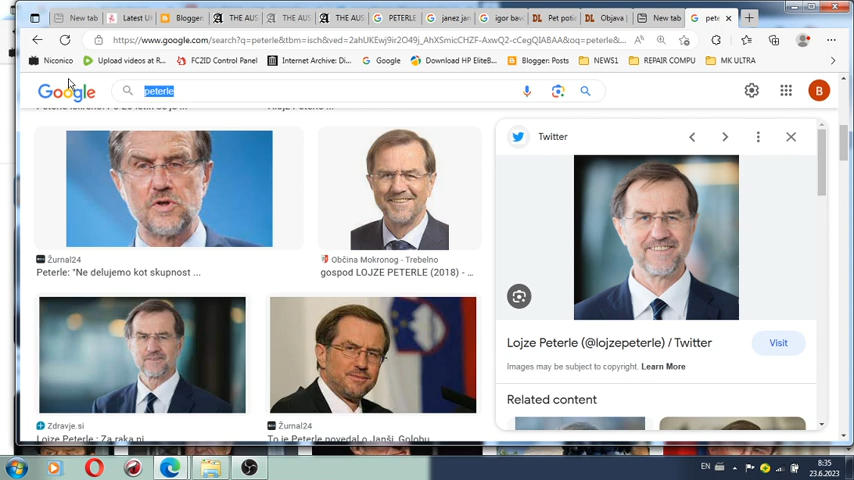 New tab
Latest U
Blogger:
THE AUS
THE AUS
THE AUS
PETERLE
janez jar
igor bav
Pet potic
Objava |
New tab
pete
https://www.google.com/search?q=peterle&tbm=isch&ved=2ahUKEwj9ir2O49j_AhXSmicCHZF-AxwQ2-cCegQIABAA&oq=peterle&...
Niconico
Upload videos at R...
FC2ID Control Panel
Internet Archive: Di...
Google
Download HP EliteB...
Blogger: Posts
NEWS1
REPAIR COMPU
MK ULTRA
Google
peterle
B
Twitter
Žurnal24
Peterle: "Ne delujemo kot skupnost ...
Občina Mokronog - Trebelno
gospod LOJZE PETERLE (2018) - ...
Lojze Peterle (@lojzepeterle) / Twitter
Visit
Images may be subject to copyright. Learn More
Related content
Zdravje.si
Lojze Peterle : Za raka ni
Žurnal24
To je Peterle povedal o Janši, Golobu
EN
8:35
23.6.2023